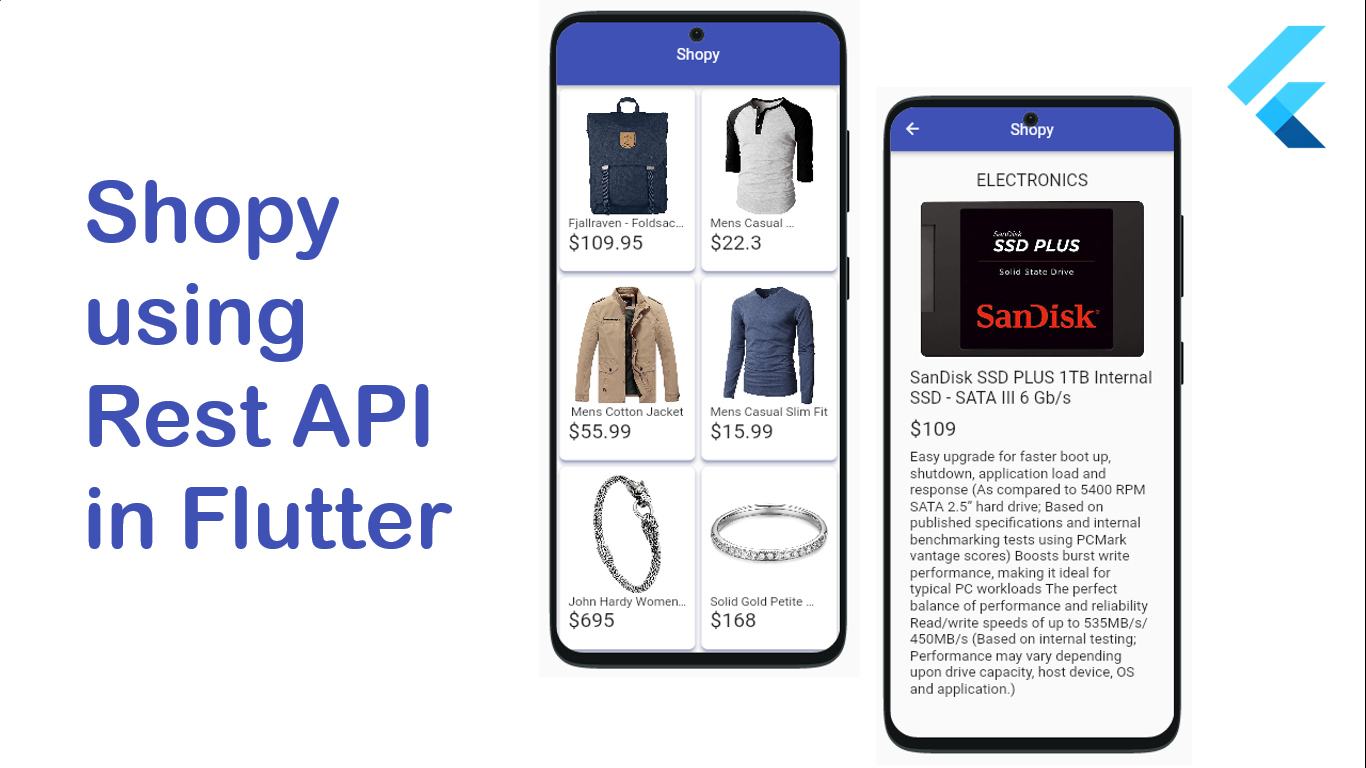 Shopy
using
Rest API
in Flutter
Shopy
Fjallraven - Foldsac...
$109.95
Mens Casual ...
$22.3
Mens Cotton Jacket
$55.99
Mens Casual Slim Fit
$15.99
John Hardy Women...
$695
Solid Gold Petite ...
$168
Shopy
ELECTRONICS
SanDisk
SSD PLUS
Solid State Drive
SanDisk
SanDisk SSD PLUS 1TB Internal
SSD - SATA III 6 Gb/s
$109
Easy upgrade for faster boot up,
shutdown, application load and
response (As compared to 5400 RPM
SATA 2.5” hard drive; Based on
published specifications and internal
benchmarking tests using PCMark
vantage scores) Boosts burst write
performance, making it ideal for
typical PC workloads The perfect
balance of performance and reliability
Read/write speeds of up to 535MB/s/
450MB/s (Based on internal testing;
Performance may vary depending
upon drive capacity, host device, OS
and application.)